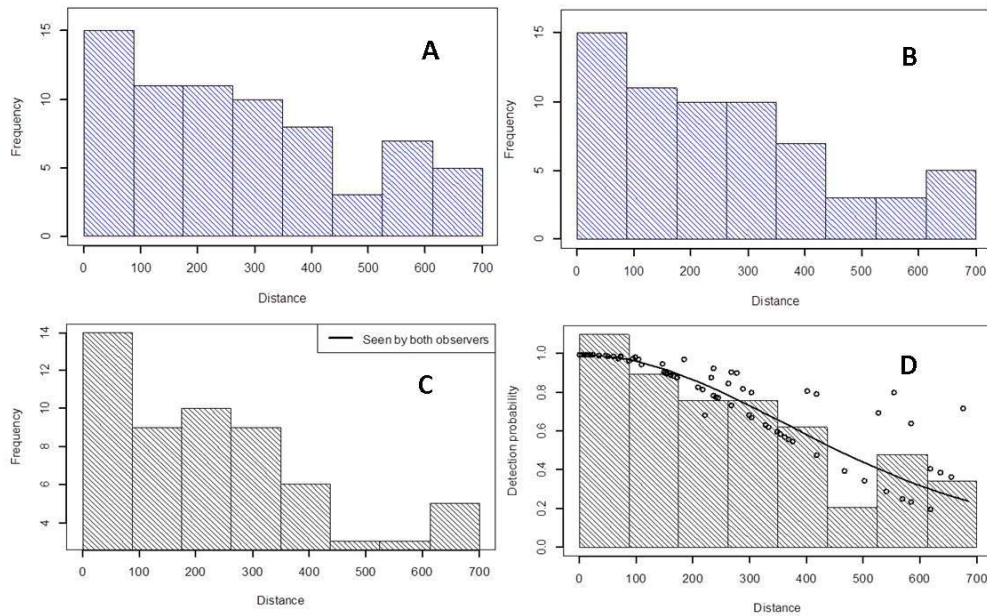 A
Frequency
15
10
5
0
0 100 200 300 400 500 600 700
Distance
B
Frequency
15
10
5
0
0 100 200 300 400 500 600 700
Distance
C
Seen by both observers
Frequency
14
12
10
8
6
4
0 100 200 300 400 500 600 700
Distance
D
Detection probability
1.0
0.8
0.6
0.4
0.2
0.0
0 100 200 300 400 500 600 700
Distance